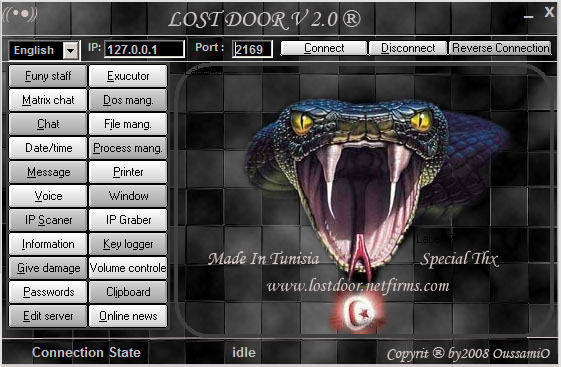 LOST DOOR V 2.0 ®
English IP: 127.0.0.1 Port : 2169 Connect Disconnect Reverse Connection
Funy staff Exucutor
Matrix chat Dos mang.
Chat File mang.
Date/time Process mang.
Message Printer
Voice Window
IP Scaner IP Graber
Information Key logger
Give damage Volume controle
Passwords Clipboard
Edit server Online news
Made In Tunisia Special Thx
www.lostdoor.netfirms.com
Connection State idle Copyrit ® by2008 OussamiO